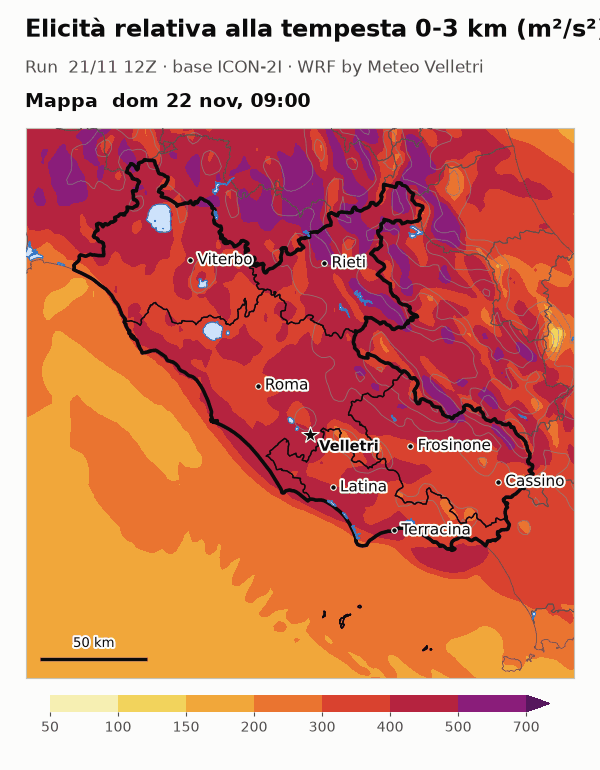 Elicità relativa alla tempesta 0-3 km (m²/s²)
Run 21/11 12Z · base ICON-2I · WRF by Meteo Velletri
Mappa dom 22 nov, 09:00
Viterbo
Rieti
Roma
Velletri
Frosinone
Cassino
Latina
Terracina
50 km
50 100 150 200 300 400 500 700